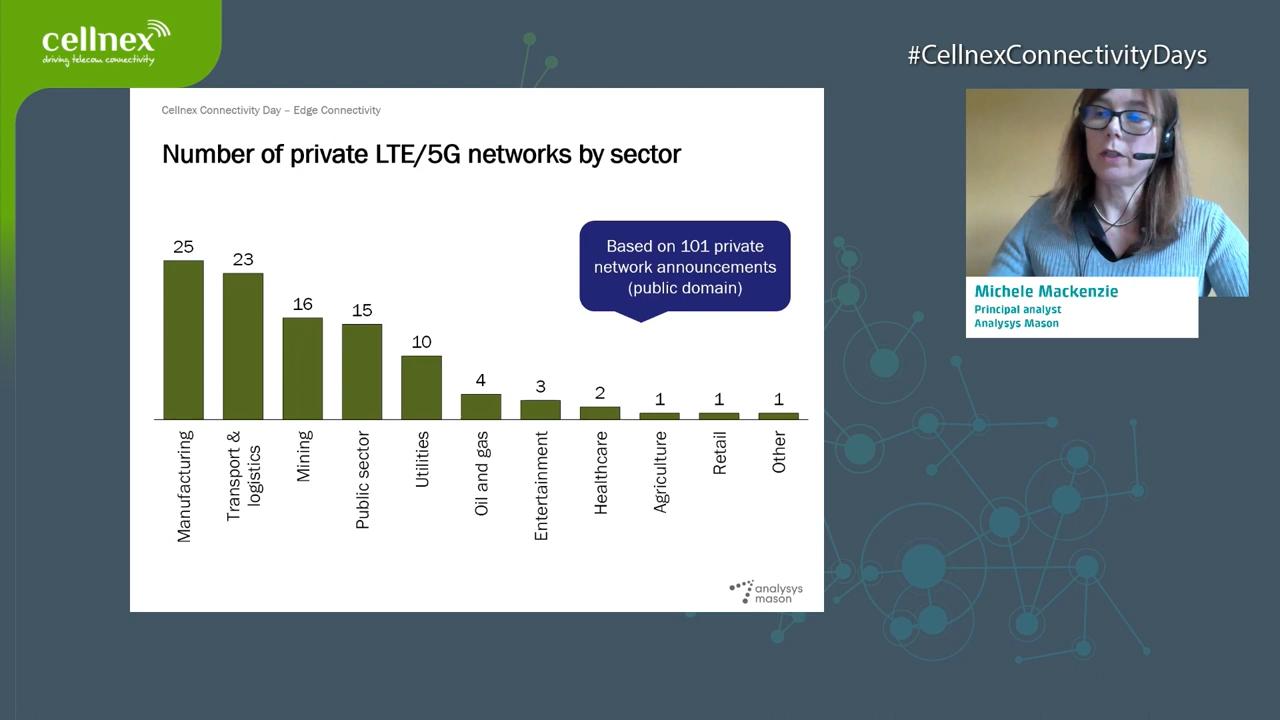 cellnex
driving telecom connectivity
#CellnexConnectivityDays
Cellnex Connectivity Day – Edge Connectivity
Number of private LTE/5G networks by sector
Based on 101 private
network announcements
(public domain)
25
23
16
15
10
4
3
2
1
1
1
Manufacturing
Transport &
logistics
Mining
Public sector
Utilities
Oil and gas
Entertainment
Healthcare
Agriculture
Retail
Other
analysys
mason
Michele Mackenzie
Principal analyst
Analysys Mason